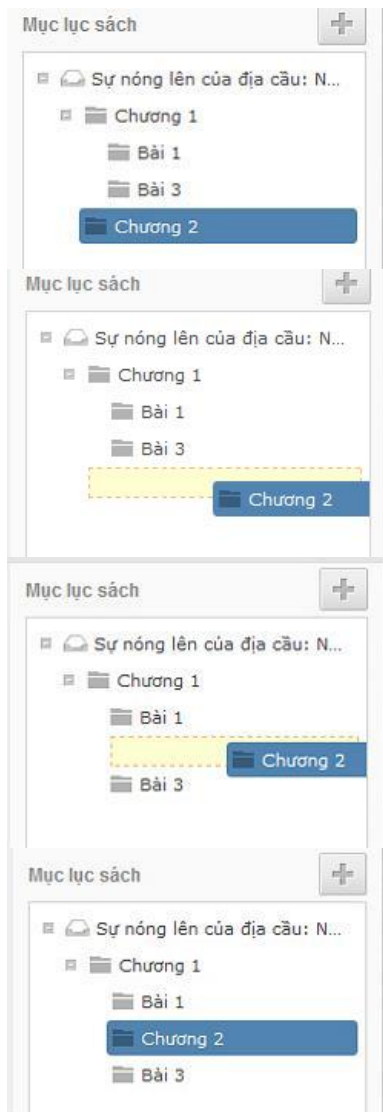 Mục lục sách
Sự nóng lên của địa cầu: N...
Chương 1
Bài 1
Bài 3
Chương 2
Mục lục sách
Sự nóng lên của địa cầu: N...
Chương 1
Bài 1
Bài 3
Chương 2
Mục lục sách
Sự nóng lên của địa cầu: N...
Chương 1
Bài 1
Chương 2
Bài 3
Mục lục sách
Sự nóng lên của địa cầu: N...
Chương 1
Bài 1
Chương 2
Bài 3